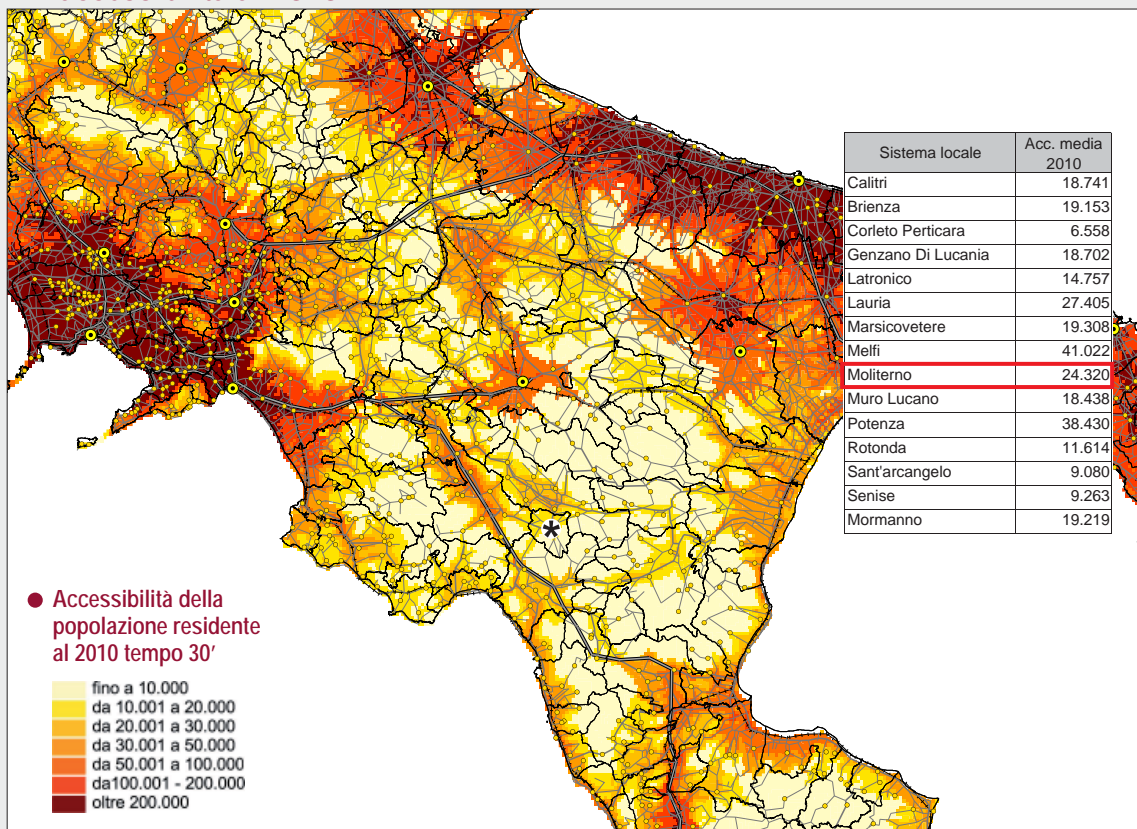 Sistema locale Acc. media 2010
Calitri 18.741
Brienza 19.153
Corleto Perticara 6.558
Genzano Di Lucania 18.702
Latronico 14.757
Lauria 27.405
Marsicovetere 19.308
Melfi 41.022
Moliterno 24.320
Muro Lucano 18.438
Potenza 38.430
Rotonda 11.614
Sant'arcangelo 9.080
Senise 9.263
Mormanno 19.219
*
● Accessibilità della
popolazione residente
al 2010 tempo 30'
fino a 10.000
da 10.001 a 20.000
da 20.001 a 30.000
da 30.001 a 50.000
da 50.001 a 100.000
da100.001 - 200.000
oltre 200.000